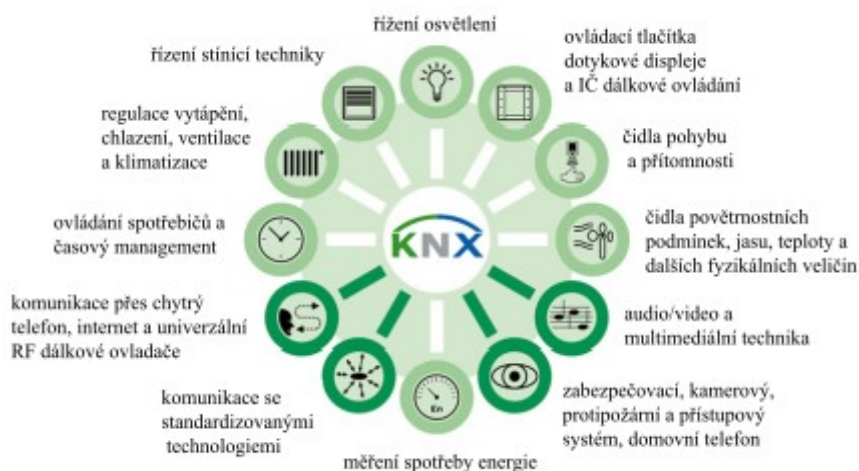 řížení osvětlení
ovládací tlačítka
dotykové displeje
a IČ dálkové ovládání
čidla pohybu
a přítomnosti
čidla povětrnostních
podmínek, jasu, teploty a
dalších fyzikálních veličin
audio/video a
multimediální technika
zabezpečovací, kamerový,
protipožární a přístupový
systém, domovní telefon
měření spotřeby energie
komunikace se
standardizovanými
technologiemi
komunikace přes chytrý
telefon, internet a univerzální
RF dálkové ovladače
ovládání spotřebičů a
časový management
regulace vytápění,
chlazení, ventilace
a klimatizace
řízení stínící techniky
KNX
En